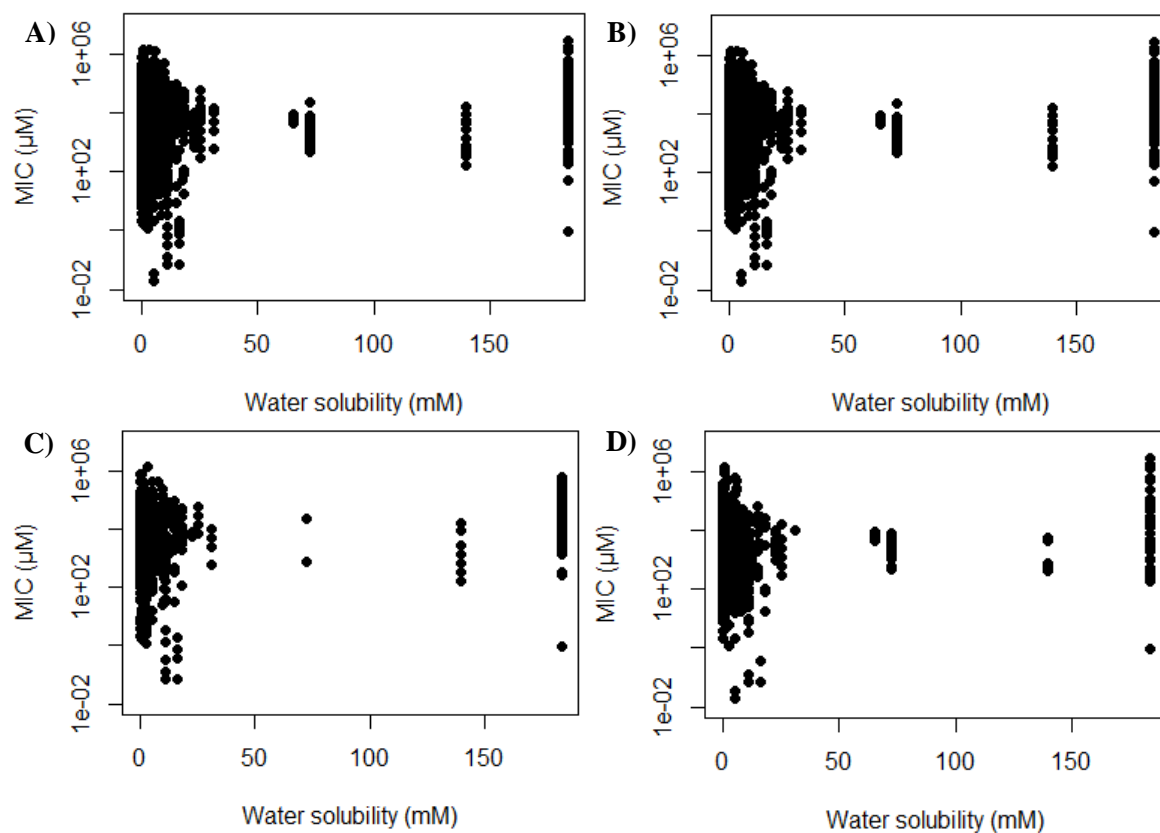 A)
MIC (µM)
1e+06
1e+02
1e-02
0 50 100 150
Water solubility (mM)
B)
MIC (µM)
1e+06
1e+02
1e-02
0 50 100 150
Water solubility (mM)
C)
MIC (µM)
1e+06
1e+02
1e-02
0 50 100 150
Water solubility (mM)
D)
MIC (µM)
1e+06
1e+02
1e-02
0 50 100 150
Water solubility (mM)